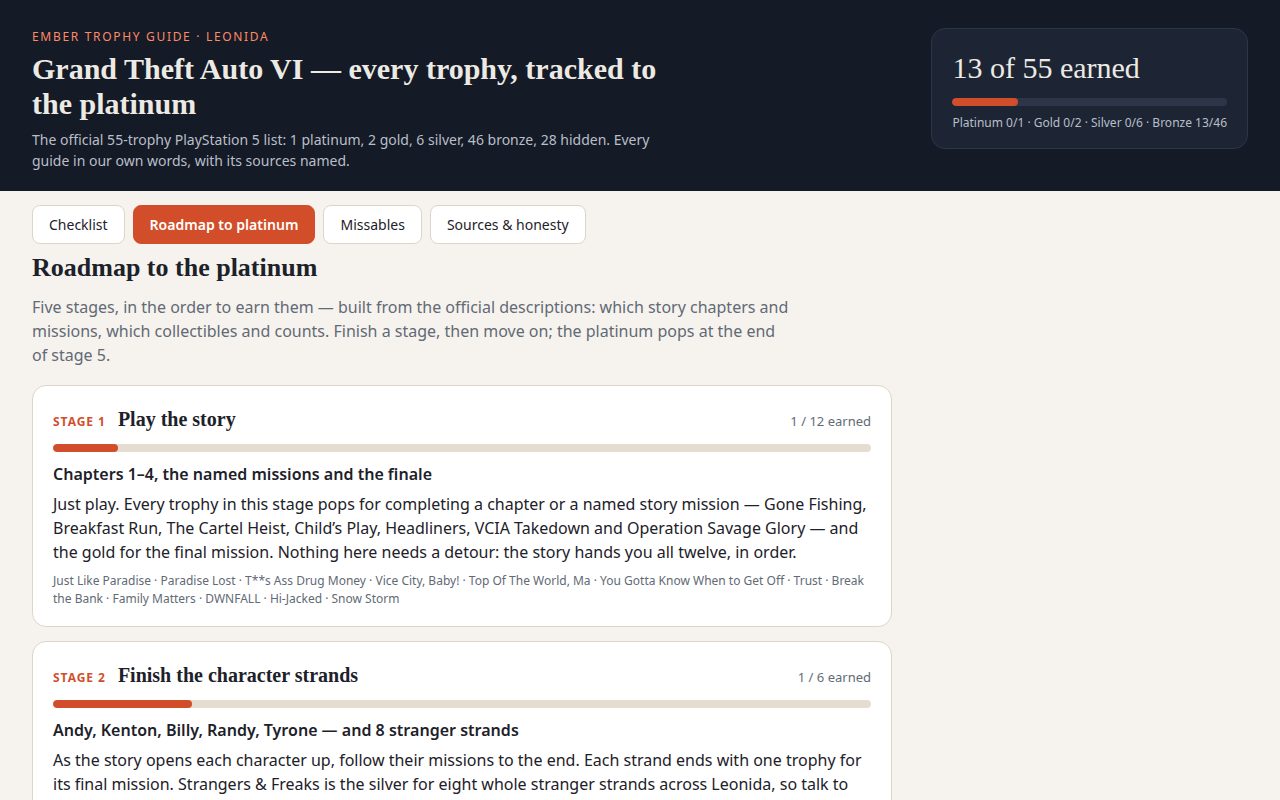 EMBER TROPHY GUIDE · LEONIDA
Grand Theft Auto VI — every trophy, tracked to
the platinum
The official 55-trophy PlayStation 5 list: 1 platinum, 2 gold, 6 silver, 46 bronze, 28 hidden. Every
guide in our own words, with its sources named.
13 of 55 earned
Platinum 0/1 · Gold 0/2 · Silver 0/6 · Bronze 13/46
Checklist
Roadmap to platinum
Missables
Sources & honesty
Roadmap to the platinum
Five stages, in the order to earn them — built from the official descriptions: which story chapters and
missions, which collectibles and counts. Finish a stage, then move on; the platinum pops at the end
of stage 5.
STAGE 1 Play the story
1 / 12 earned
Chapters 1–4, the named missions and the finale
Just play. Every trophy in this stage pops for completing a chapter or a named story mission — Gone Fishing,
Breakfast Run, The Cartel Heist, Child’s Play, Headliners, VCIA Takedown and Operation Savage Glory — and
the gold for the final mission. Nothing here needs a detour: the story hands you all twelve, in order.
Just Like Paradise · Paradise Lost · T**s Ass Drug Money · Vice City, Baby! · Top Of The World, Ma · You Gotta Know When to Get Off · Trust · Break
the Bank · Family Matters · DWNFALL · Hi-Jacked · Snow Storm
STAGE 2 Finish the character strands
1 / 6 earned
Andy, Kenton, Billy, Randy, Tyrone — and 8 stranger strands
As the story opens each character up, follow their missions to the end. Each strand ends with one trophy for
its final mission. Strangers & Freaks is the silver for eight whole stranger strands across Leonida, so talk to